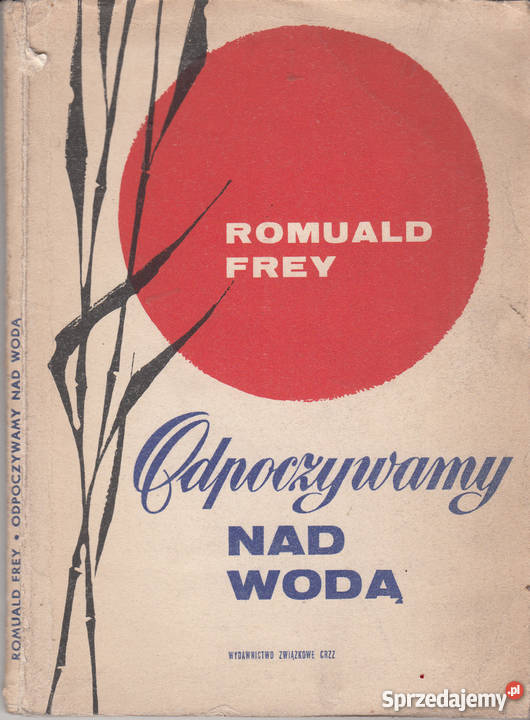 ROMUALD
FREY
Odpoczywamy
NAD
WODĄ
WYDAWNICTWO ZWIĄZKOWE CRZZ
ROMUALD FREY • ODPOCZYWAMY NAD WODĄ
Sprzedajemy.pl